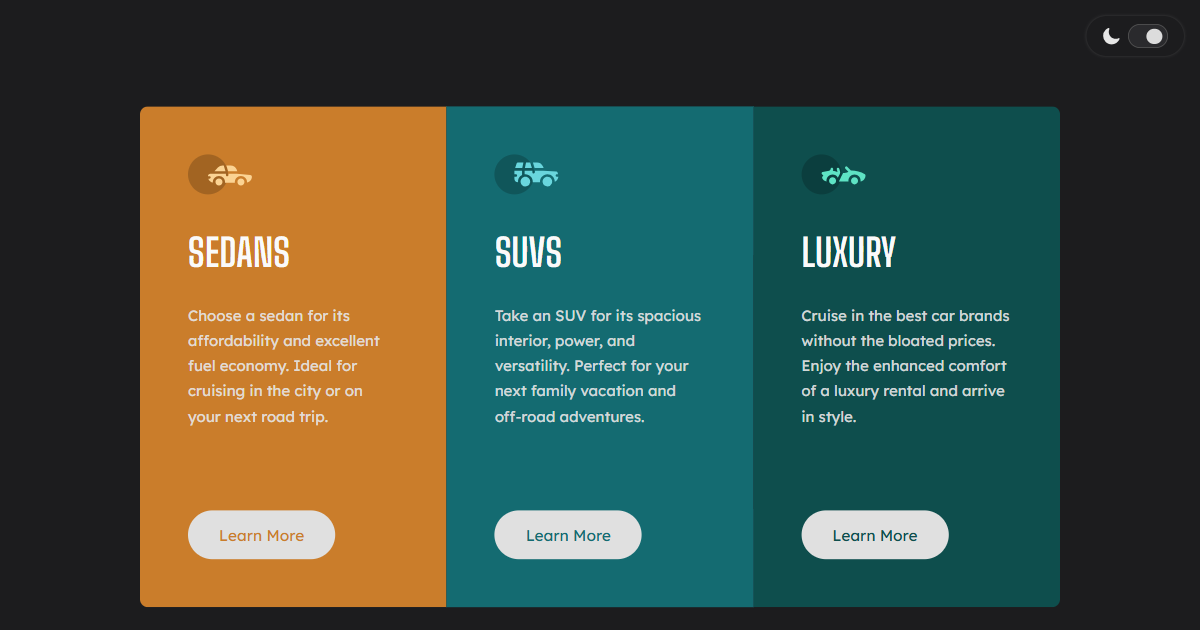 SEDANS
Choose a sedan for its
affordability and excellent
fuel economy. Ideal for
cruising in the city or on
your next road trip.
Learn More
SUVS
Take an SUV for its spacious
interior, power, and
versatility. Perfect for your
next family vacation and
off-road adventures.
Learn More
LUXURY
Cruise in the best car brands
without the bloated prices.
Enjoy the enhanced comfort
of a luxury rental and arrive
in style.
Learn More